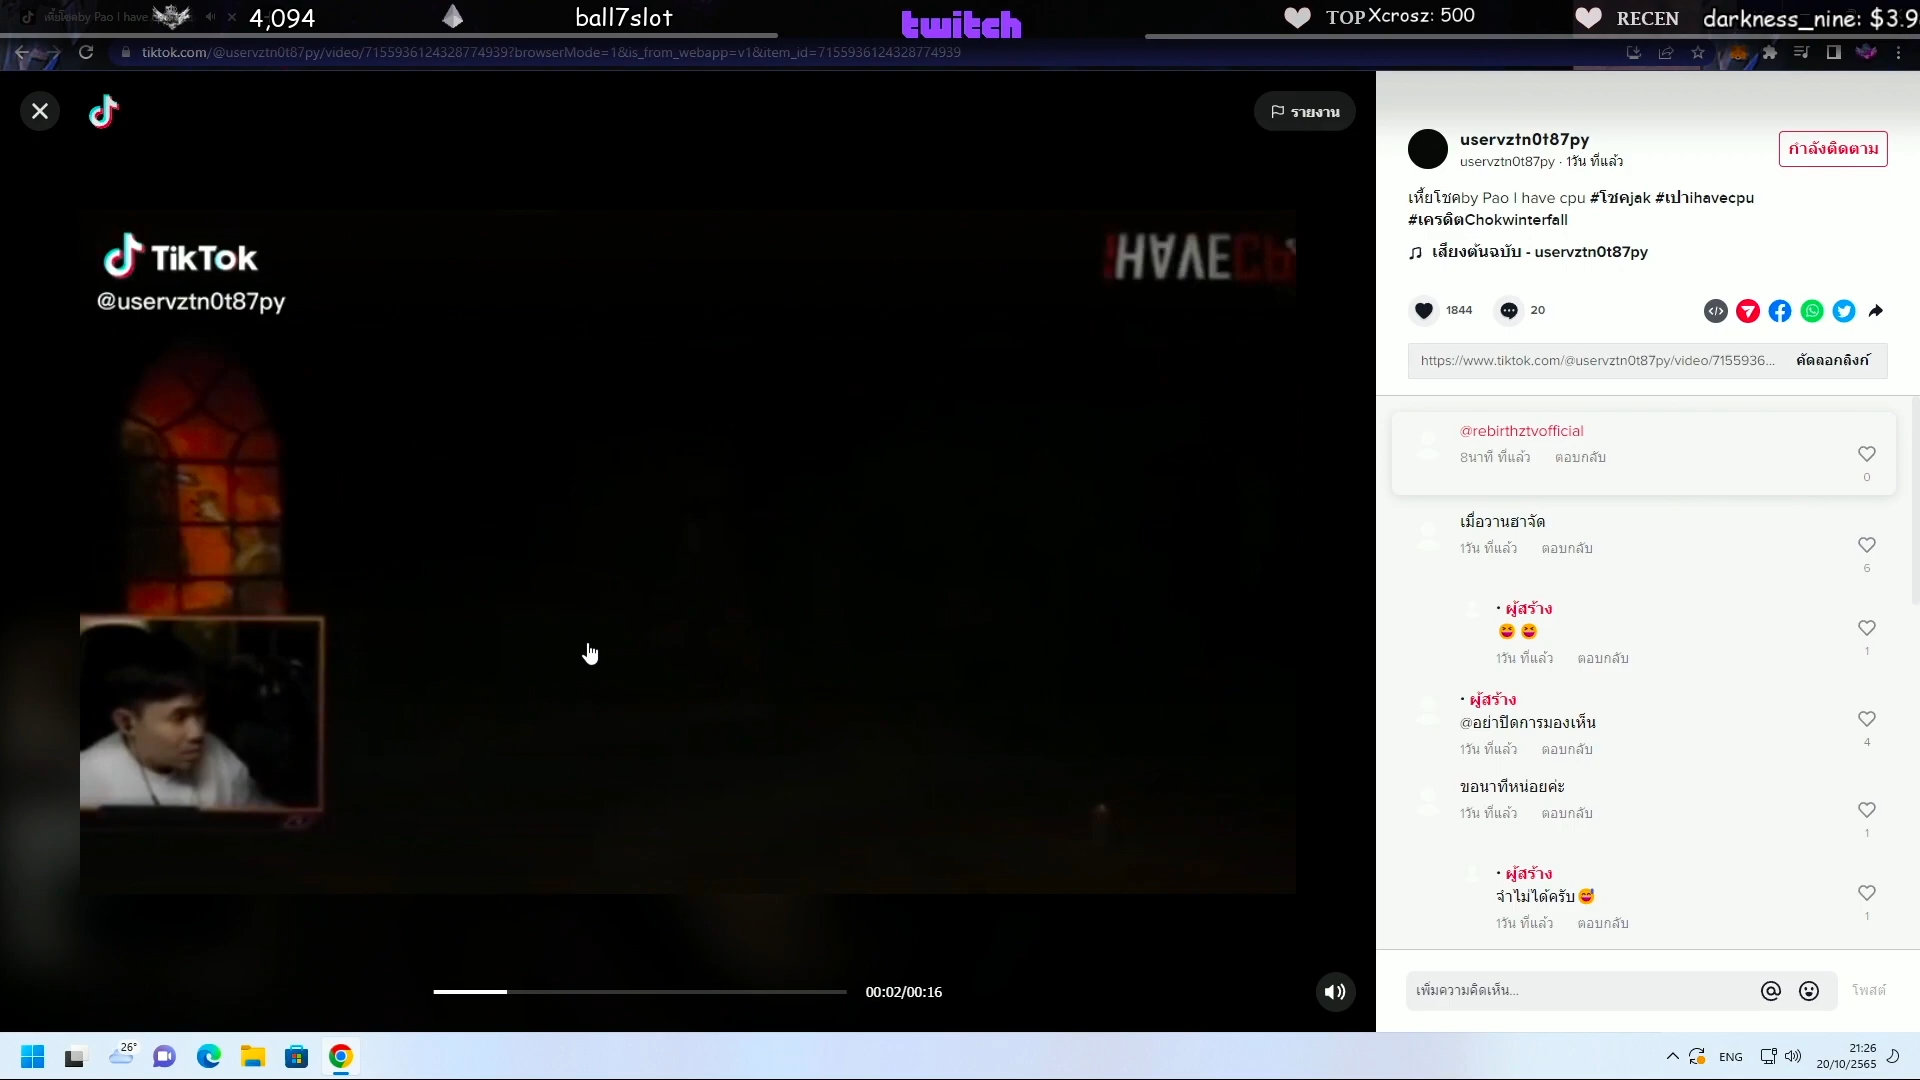 เหี้ยโชคby Pao I have
4,094
ball7slot
twitch
TOP Xcrosz: 500
RECEN
darkness_nine: $3.9
tiktok.com/@uservztn0t87py/video/7155936124328774939?browserMode=1&is_from_webapp=v1&item_id=7155936124328774939
รายงาน
TikTok
@uservztn0t87py
uservztn0t87py
uservztn0t87py · 1วัน ที่แล้ว
กำลังติดตาม
เหี้ยโชคby Pao I have cpu #โชคjak #เปาihavecpu
#เครดิตChokwinterfall
เสียงต้นฉบับ - uservztn0t87py
1844
20
https://www.tiktok.com/@uservztn0t87py/video/7155936...
คัดลอกลิงก์
@rebirthztvofficial
8นาที ที่แล้ว ตอบกลับ
0
เมื่อวานฮาจัด
1วัน ที่แล้ว ตอบกลับ
6
· ผู้สร้าง
😆 😆
1วัน ที่แล้ว ตอบกลับ
1
· ผู้สร้าง
@อย่าปิดการมองเห็น
1วัน ที่แล้ว ตอบกลับ
4
ขอนาทีหน่อยค่ะ
1วัน ที่แล้ว ตอบกลับ
1
· ผู้สร้าง
จำไม่ได้ครับ😅
1วัน ที่แล้ว ตอบกลับ
1
00:02/00:16
เพิ่มความคิดเห็น...
โพสต์
26°
ENG
21:26
20/10/2565